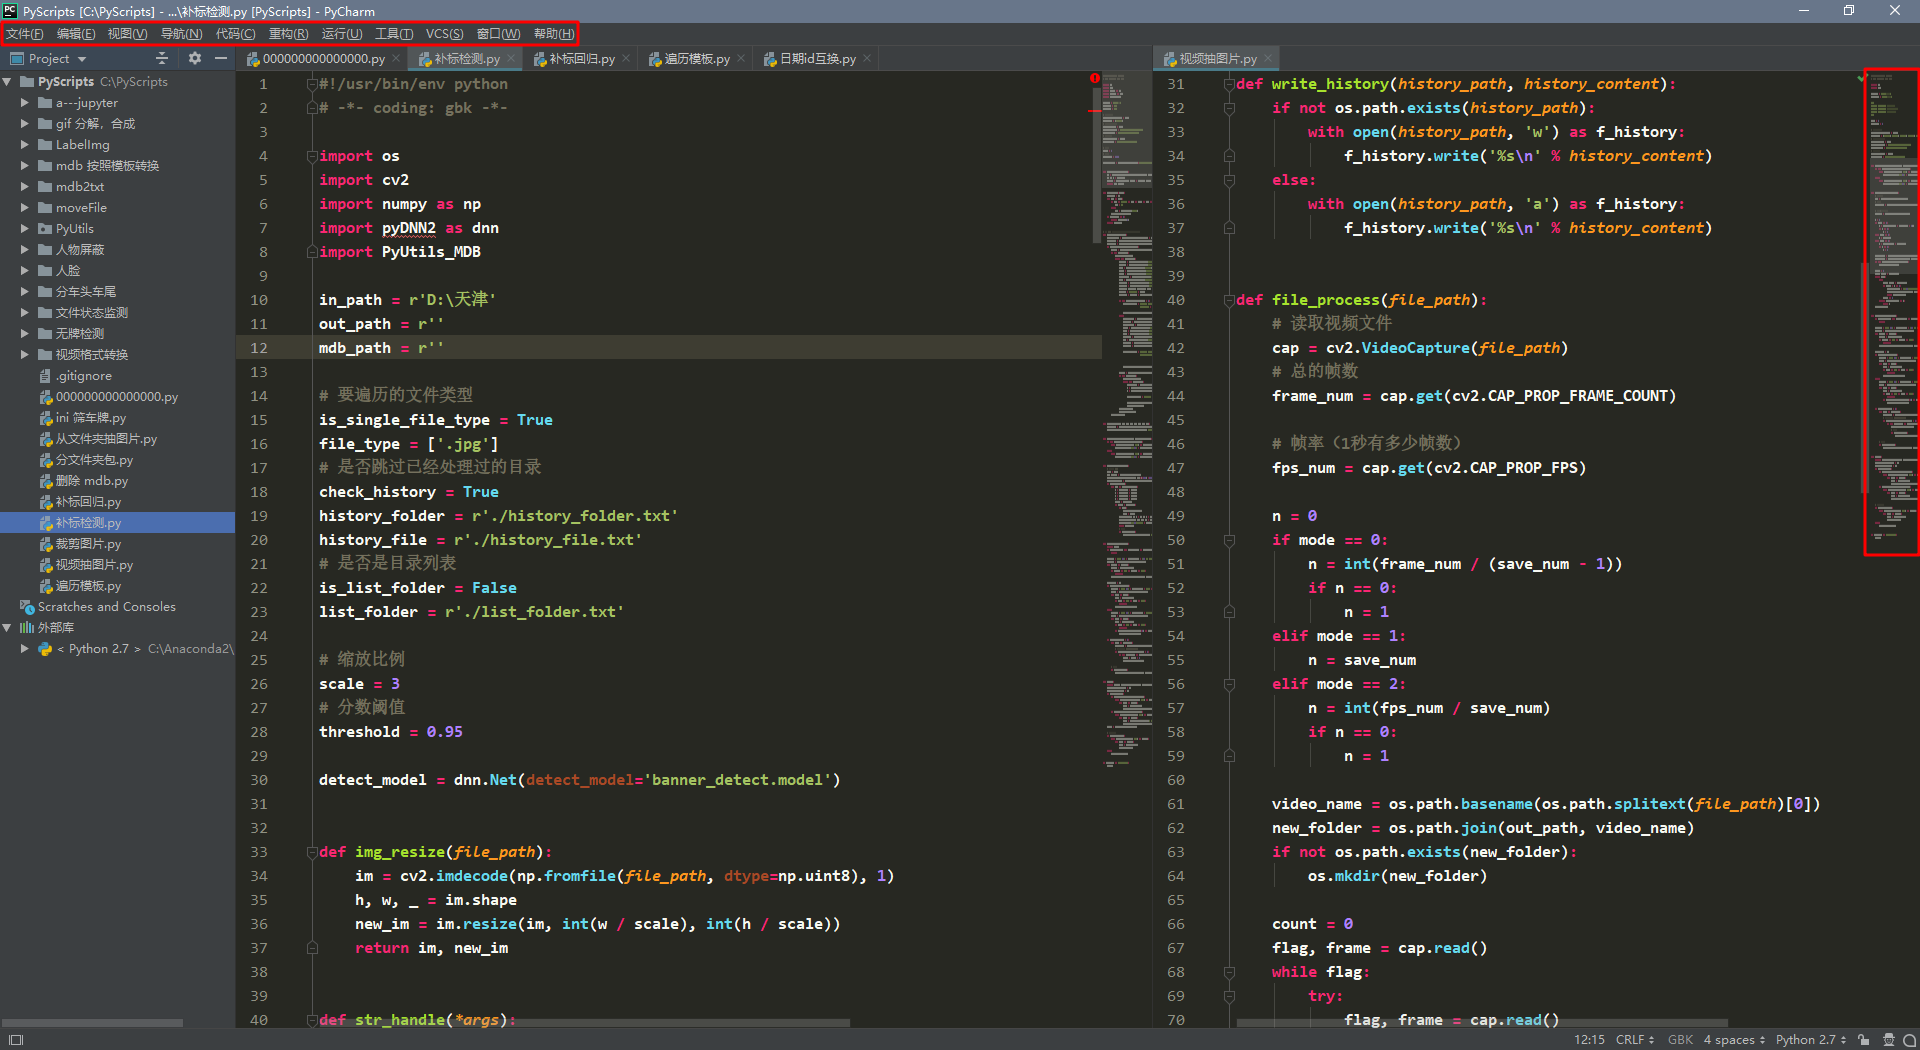 PyScripts [C:\PyScripts] - ...\补标检测.py [PyScripts] - PyCharm
文件(F) 编辑(E) 视图(V) 导航(N) 代码(C) 重构(R) 运行(U) 工具(T) VCS(S) 窗口(W) 帮助(H)
Project
000000000000000.py 补标检测.py 补标回归.py 遍历模板.py 日期id互换.py 视频抽图片.py
PyScripts C:\PyScripts
a---jupyter
gif 分解，合成
LabelImg
mdb 按照模板转换
mdb2txt
moveFile
PyUtils
人物屏蔽
人脸
分车头车尾
文件状态监测
无牌检测
视频格式转换
.gitignore
000000000000000.py
ini 筛车牌.py
从文件夹抽图片.py
分文件夹包.py
删除 mdb.py
补标回归.py
补标检测.py
裁剪图片.py
视频抽图片.py
遍历模板.py
Scratches and Consoles
外部库
< Python 2.7 > C:\Anaconda2\
1 #!/usr/bin/env python
2 # -*- coding: gbk -*-
3
4 import os
5 import cv2
6 import numpy as np
7 import pyDNN2 as dnn
8 import PyUtils_MDB
9
10 in_path = r'D:\天津'
11 out_path = r''
12 mdb_path = r''
13
14 # 要遍历的文件类型
15 is_single_file_type = True
16 file_type = ['.jpg']
17 # 是否跳过已经处理过的目录
18 check_history = True
19 history_folder = r'./history_folder.txt'
20 history_file = r'./history_file.txt'
21 # 是否是目录列表
22 is_list_folder = False
23 list_folder = r'./list_folder.txt'
24
25 # 缩放比例
26 scale = 3
27 # 分数阈值
28 threshold = 0.95
29
30 detect_model = dnn.Net(detect_model='banner_detect.model')
31
32
33 def img_resize(file_path):
34 im = cv2.imdecode(np.fromfile(file_path, dtype=np.uint8), 1)
35 h, w, _ = im.shape
36 new_im = im.resize(im, int(w / scale), int(h / scale))
37 return im, new_im
38
39
40 def str_handle(*args):
31 def write_history(history_path, history_content):
32 if not os.path.exists(history_path):
33 with open(history_path, 'w') as f_history:
34 f_history.write('%s\n' % history_content)
35 else:
36 with open(history_path, 'a') as f_history:
37 f_history.write('%s\n' % history_content)
38
39
40 def file_process(file_path):
41 # 读取视频文件
42 cap = cv2.VideoCapture(file_path)
43 # 总的帧数
44 frame_num = cap.get(cv2.CAP_PROP_FRAME_COUNT)
45
46 # 帧率（1秒有多少帧数）
47 fps_num = cap.get(cv2.CAP_PROP_FPS)
48
49 n = 0
50 if mode == 0:
51 n = int(frame_num / (save_num - 1))
52 if n == 0:
53 n = 1
54 elif mode == 1:
55 n = save_num
56 elif mode == 2:
57 n = int(fps_num / save_num)
58 if n == 0:
59 n = 1
60
61 video_name = os.path.basename(os.path.splitext(file_path)[0])
62 new_folder = os.path.join(out_path, video_name)
63 if not os.path.exists(new_folder):
64 os.mkdir(new_folder)
65
66 count = 0
67 flag, frame = cap.read()
68 while flag:
69 try:
70 flag, frame = cap.read()
12:15 CRLF GBK 4 spaces Python 2.7